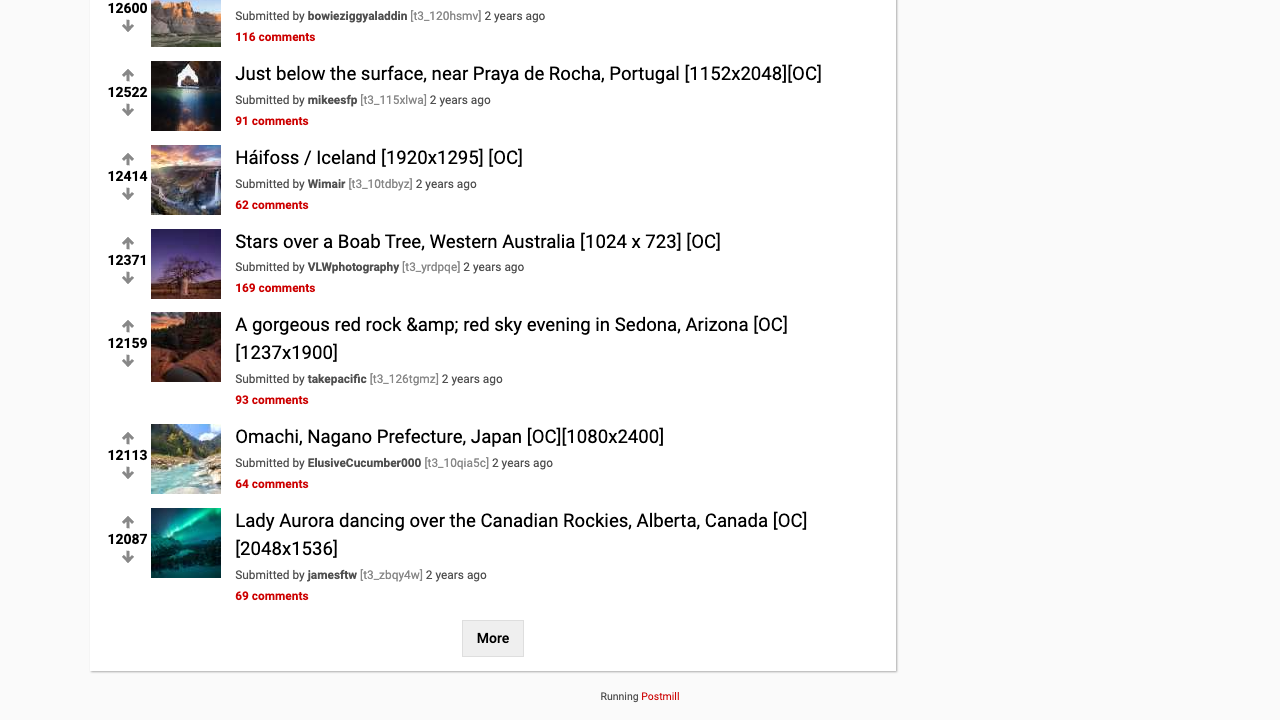 12600
Submitted by bowieziggyaladdin [t3_120hsmv] 2 years ago
116 comments
Just below the surface, near Praya de Rocha, Portugal [1152x2048][OC]
12522
Submitted by mikeesfp [t3_115xlwa] 2 years ago
91 comments
Háifoss / Iceland [1920x1295] [OC]
12414
Submitted by Wimair [t3_10tdbyz] 2 years ago
62 comments
Stars over a Boab Tree, Western Australia [1024 x 723] [OC]
12371
Submitted by VLWphotography [t3_yrdpqe] 2 years ago
169 comments
A gorgeous red rock &amp; red sky evening in Sedona, Arizona [OC]
12159
[1237x1900]
Submitted by takepacific [t3_126tgmz] 2 years ago
93 comments
Omachi, Nagano Prefecture, Japan [OC][1080x2400]
12113
Submitted by ElusiveCucumber000 [t3_10qia5c] 2 years ago
64 comments
Lady Aurora dancing over the Canadian Rockies, Alberta, Canada [OC]
12087
[2048x1536]
Submitted by jamesftw [t3_zbqy4w] 2 years ago
69 comments
More
Running Postmill